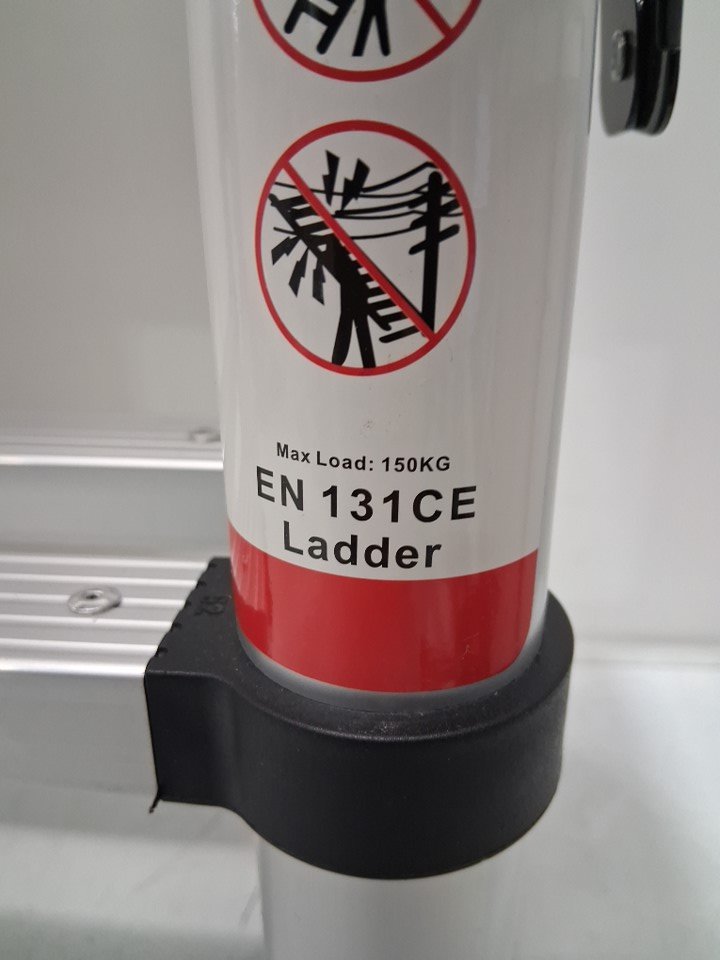 Max Load: 150KG
EN 131CE
Ladder